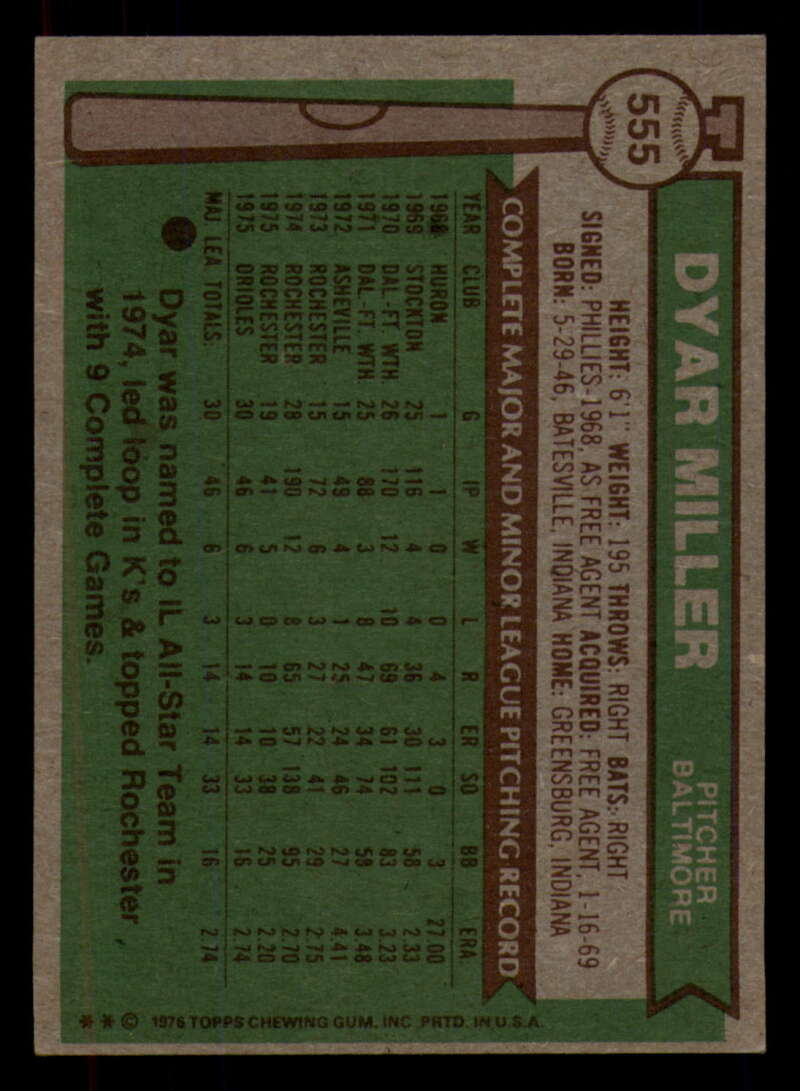 555
DYAR MILLER
PITCHER
BALTIMORE
HEIGHT: 6'1" WEIGHT: 195 THROWS: RIGHT BATS: RIGHT
SIGNED: PHILLIES-1968, AS FREE AGENT ACQUIRED: FREE AGENT, 1-16-69
BORN: 5-29-46, BATESVILLE, INDIANA HOME: GREENSBURG, INDIANA
COMPLETE MAJOR AND MINOR LEAGUE PITCHING RECORD
YEAR CLUB G IP W L R ER SO BB ERA
1968 HURON 1 1 0 0 4 3 0 3 27.00
1969 STOCKTON 25 116 4 4 36 30 111 58 2.33
1970 DAL.-FT. WTH. 26 170 12 10 69 61 102 83 3.23
1971 DAL.-FT. WTH. 25 88 3 8 47 34 74 59 3.48
1972 ASHEVILLE 15 49 4 1 25 24 46 27 4.41
1973 ROCHESTER 15 72 6 3 27 22 41 29 2.75
1974 ROCHESTER 28 190 12 8 65 57 138 95 2.70
1975 ROCHESTER 19 41 5 0 10 10 38 25 2.20
1975 ORIOLES 30 46 6 3 14 14 33 16 2.74
MAJ. LEA. TOTALS: 30 46 6 3 14 14 33 16 2.74
Dyar was named to IL All-Star Team in
1974, led loop in K's & topped Rochester
with 9 Complete Games.
** © 1976 TOPPS CHEWING GUM, INC. PRTD. IN U.S.A.